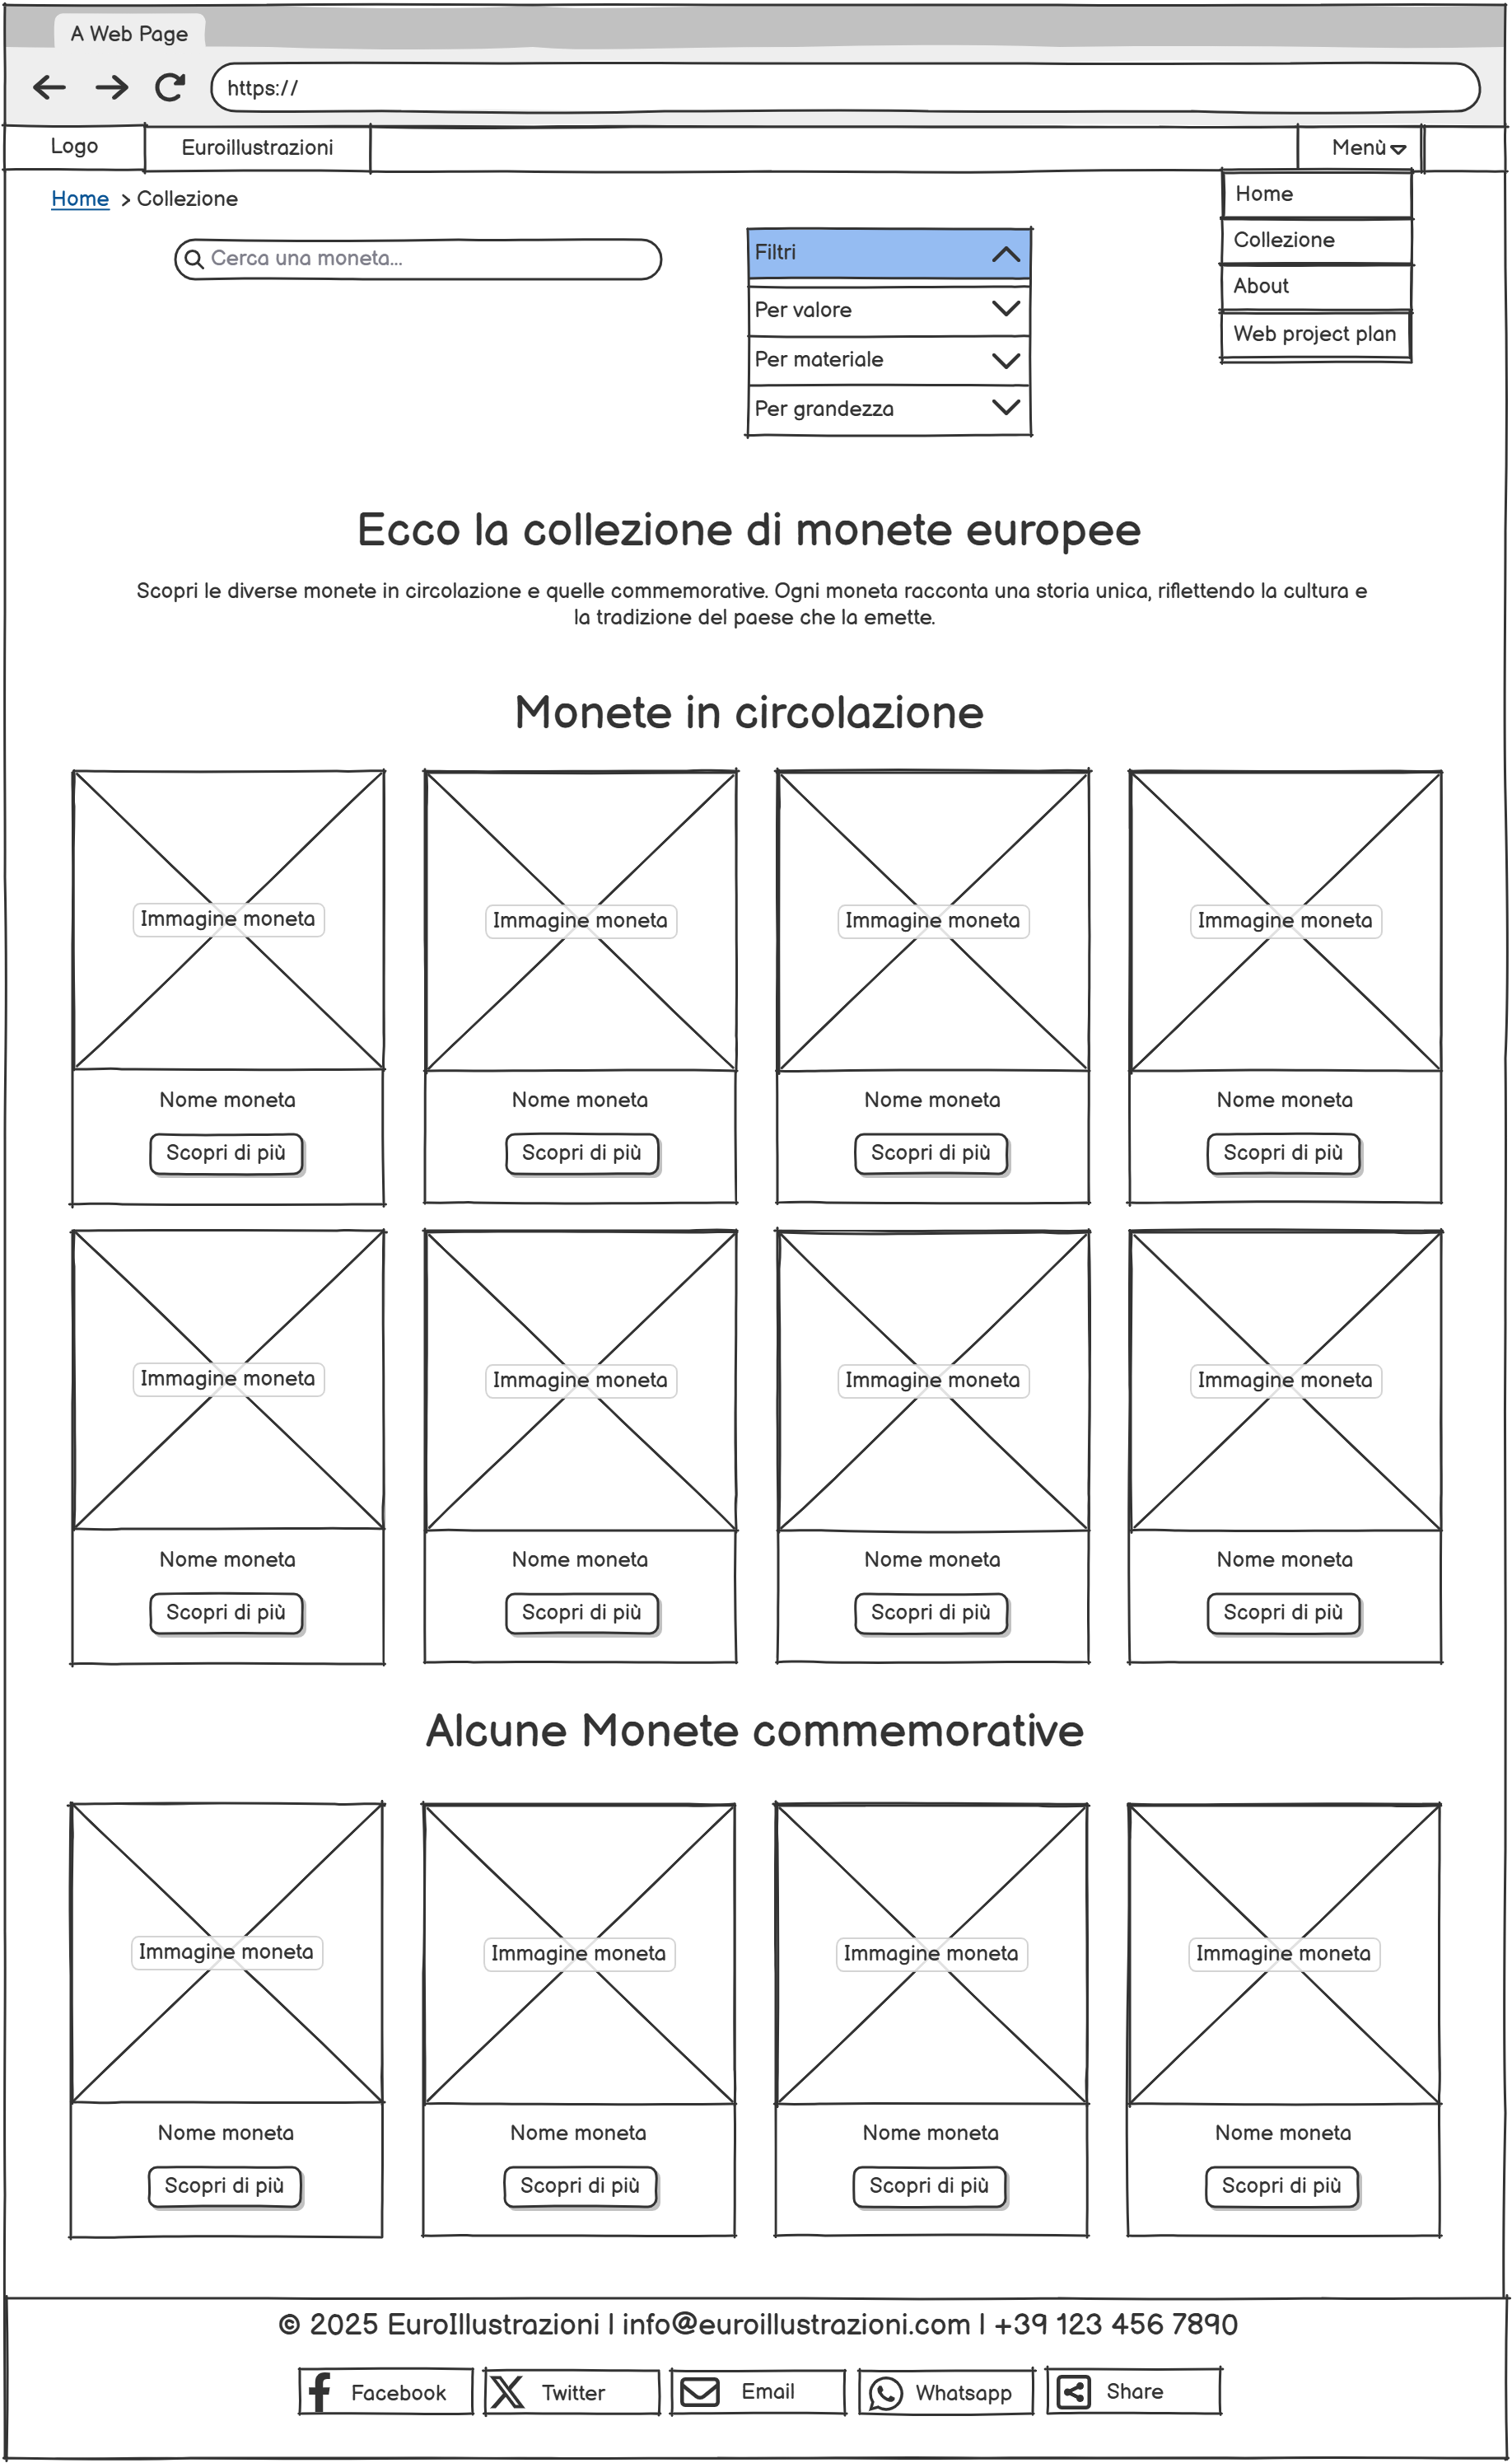 A Web Page
https://
Logo
Euroillustrazioni
Menù
Home > Collezione
Home
Collezione
About
Web project plan
Cerca una moneta...
Filtri
Per valore
Per materiale
Per grandezza
Ecco la collezione di monete europee
Scopri le diverse monete in circolazione e quelle commemorative. Ogni moneta racconta una storia unica, riflettendo la cultura e
la tradizione del paese che la emette.
Monete in circolazione
Immagine moneta
Immagine moneta
Immagine moneta
Immagine moneta
Nome moneta
Nome moneta
Nome moneta
Nome moneta
Scopri di più
Scopri di più
Scopri di più
Scopri di più
Immagine moneta
Immagine moneta
Immagine moneta
Immagine moneta
Nome moneta
Nome moneta
Nome moneta
Nome moneta
Scopri di più
Scopri di più
Scopri di più
Scopri di più
Alcune Monete commemorative
Immagine moneta
Immagine moneta
Immagine moneta
Immagine moneta
Nome moneta
Nome moneta
Nome moneta
Nome moneta
Scopri di più
Scopri di più
Scopri di più
Scopri di più
© 2025 EuroIllustrazioni | info@euroillustrazioni.com | +39 123 456 7890
Facebook
Twitter
Email
Whatsapp
Share